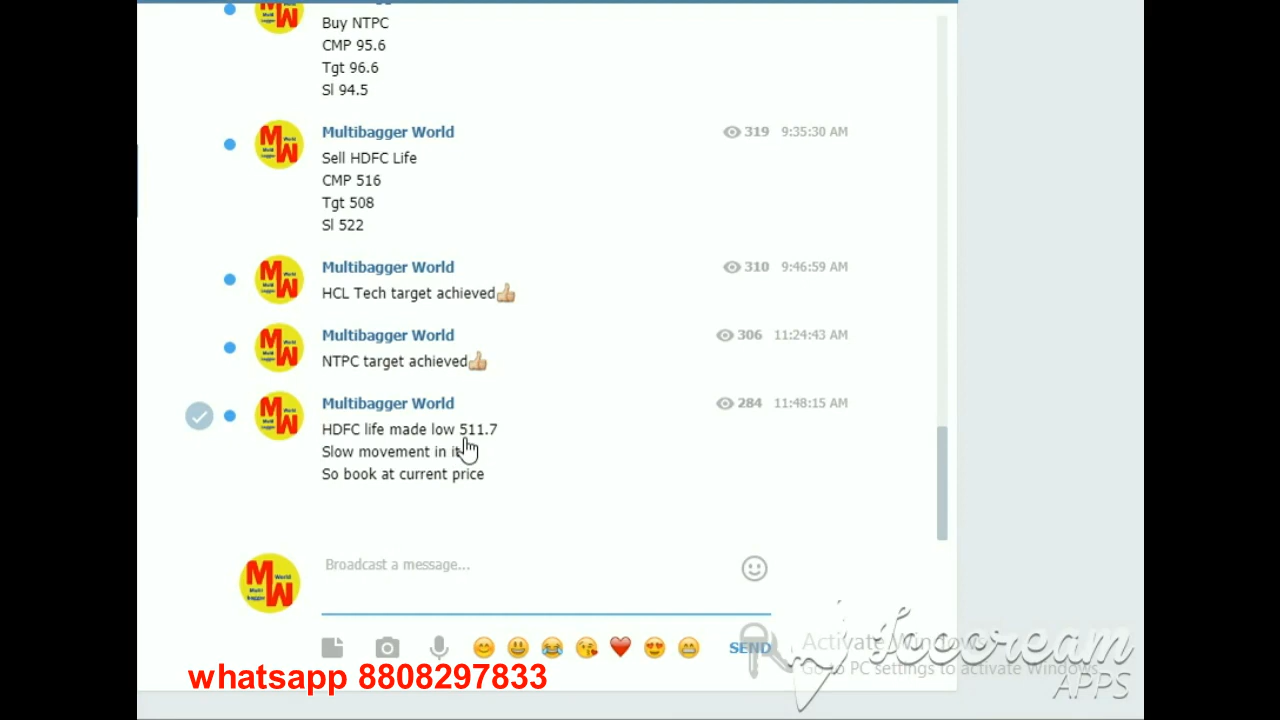 Buy NTPC
CMP 95.6
Tgt 96.6
Sl 94.5
Multibagger World 319 9:35:30 AM
Sell HDFC Life
CMP 516
Tgt 508
Sl 522
Multibagger World 310 9:46:59 AM
HCL Tech target achieved👍
Multibagger World 306 11:24:43 AM
NTPC target achieved👍
Multibagger World 284 11:48:15 AM
HDFC life made low 511.7
Slow movement in it
So book at current price
Broadcast a message...
SEND
Activate Windows
Go to PC settings to activate Windows.
APPS
whatsapp 8808297833